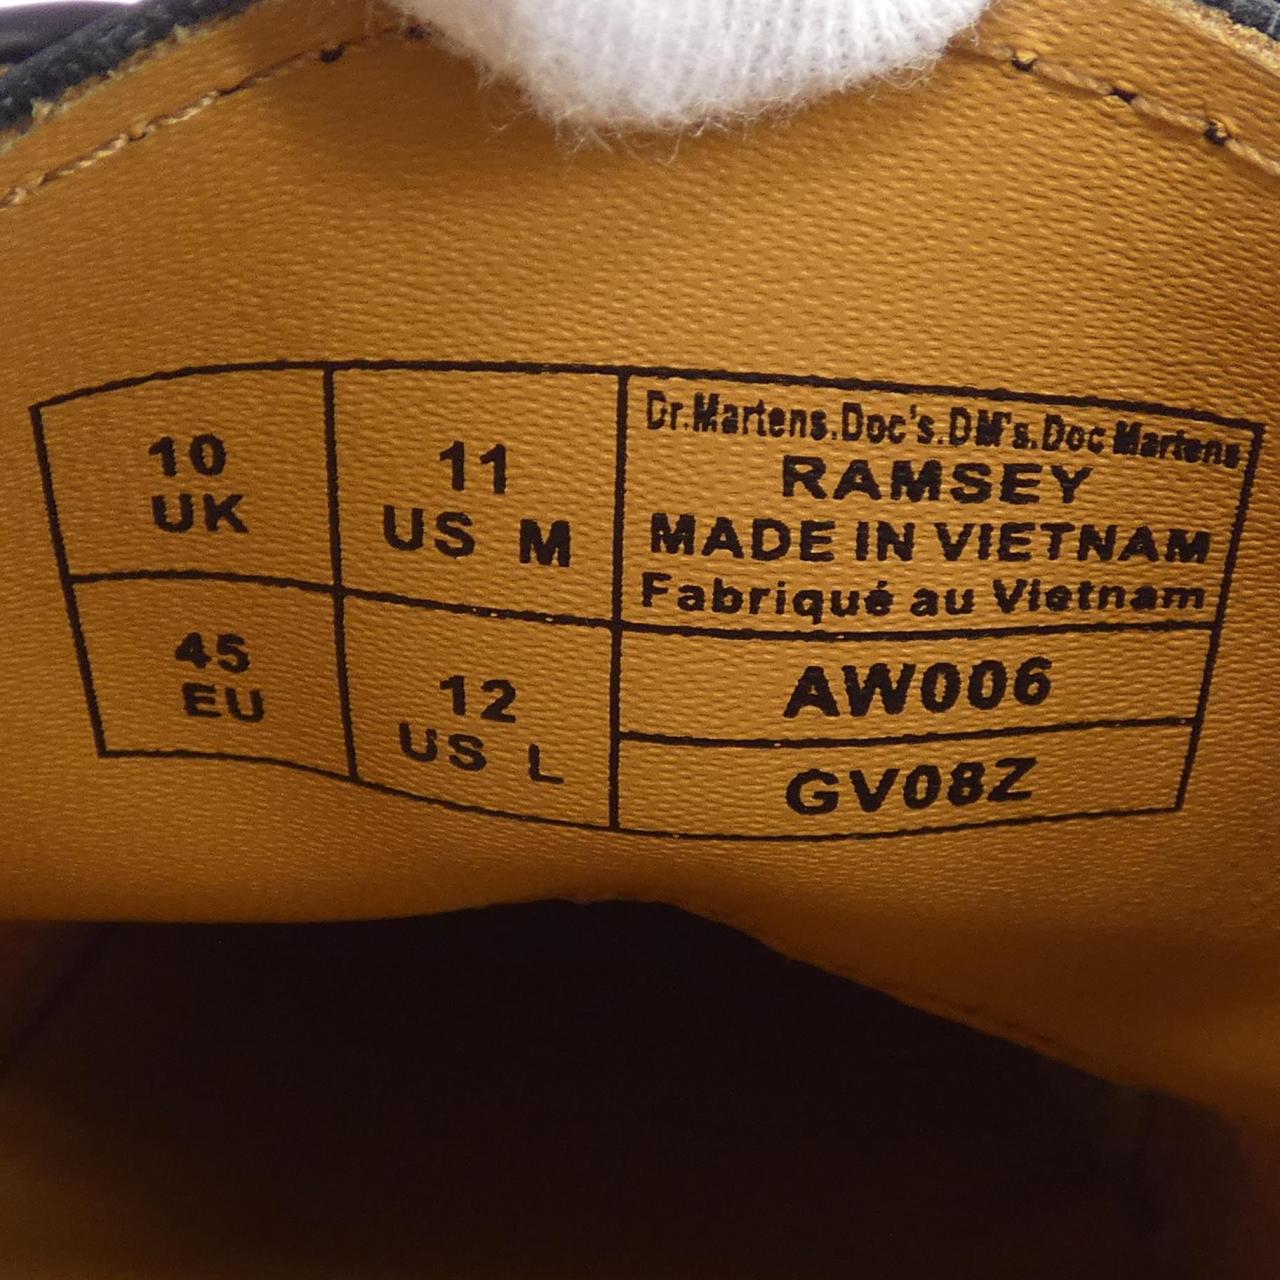 10
UK
11
US M
45
EU
12
US L
Dr.Martens.Doc's.DM's.Doc Martens
RAMSEY
MADE IN VIETNAM
Fabriqué au Vietnam
AW006
GV08Z